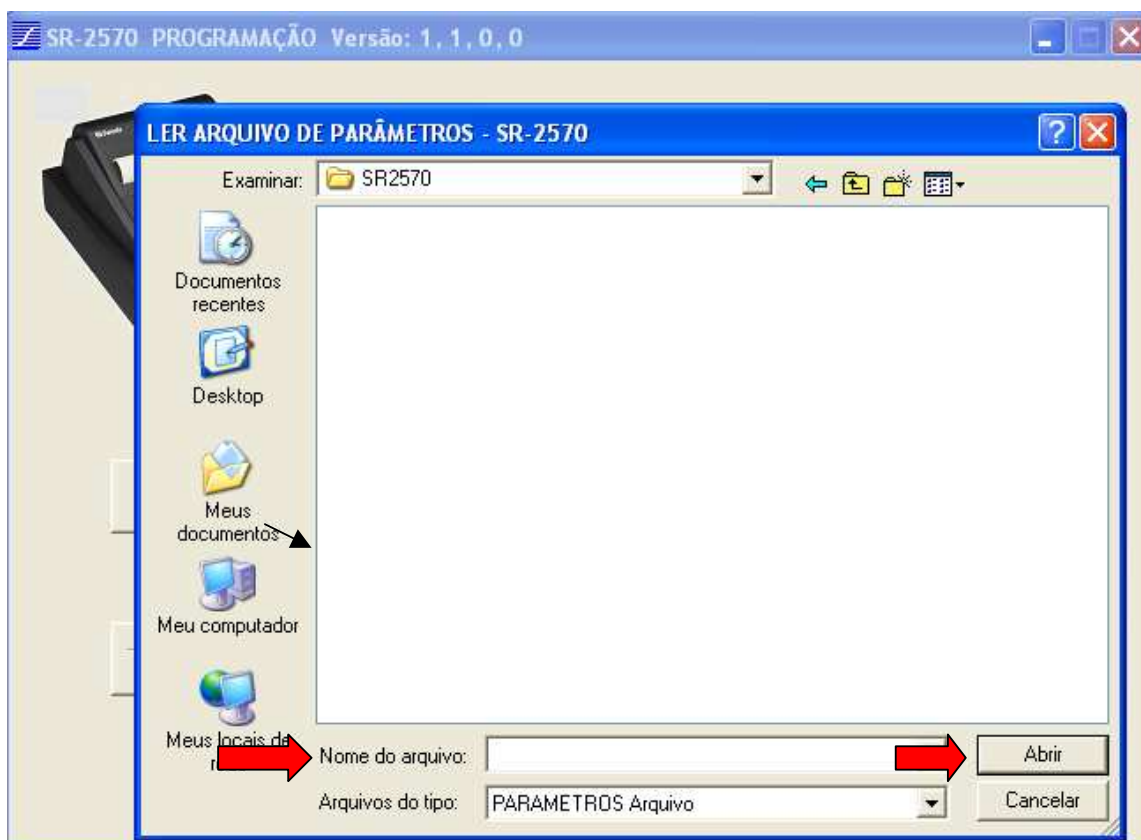 SR-2570 PROGRAMAÇÃO Versão: 1, 1, 0, 0
LER ARQUIVO DE PARÂMETROS - SR-2570
Examinar:
SR2570
Documentos
recentes
Desktop
Meus
documentos
Meu computador
Meus locais de
Nome do arquivo:
Abrir
Arquivos do tipo:
PARAMETROS Arquivo
Cancelar